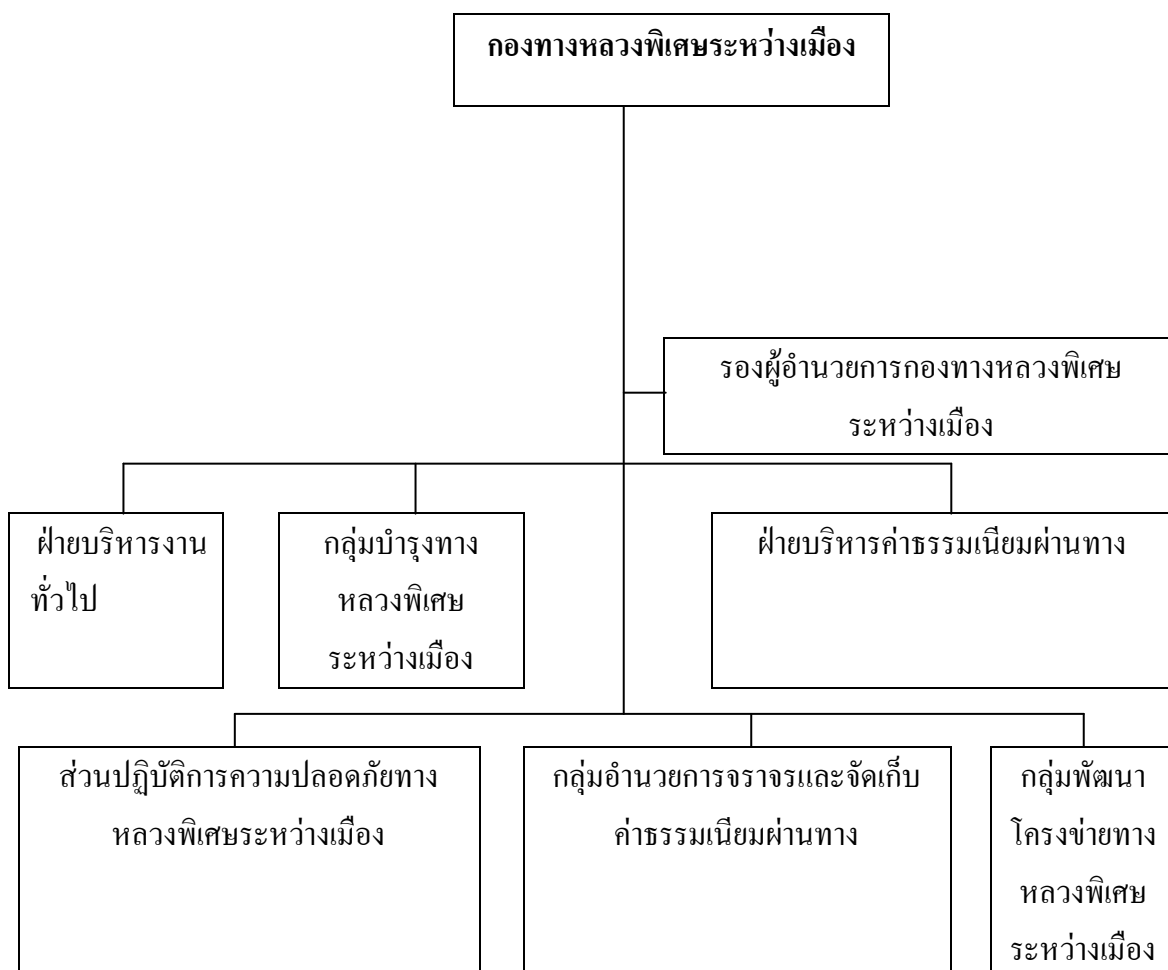 กองทางหลวงพิเศษระหว่างเมือง
รองผู้อำนวยการกองทางหลวงพิเศษ
ระหว่างเมือง
ฝ่ายบริหารงาน
ทั่วไป
กลุ่มบำรุงทาง
หลวงพิเศษ
ระหว่างเมือง
ฝ่ายบริหารค่าธรรมเนียมผ่านทาง
ส่วนปฏิบัติการความปลอดภัยทาง
หลวงพิเศษระหว่างเมือง
กลุ่มอำนวยการจราจรและจัดเก็บ
ค่าธรรมเนียมผ่านทาง
กลุ่มพัฒนา
โครงข่ายทาง
หลวงพิเศษ
ระหว่างเมือง